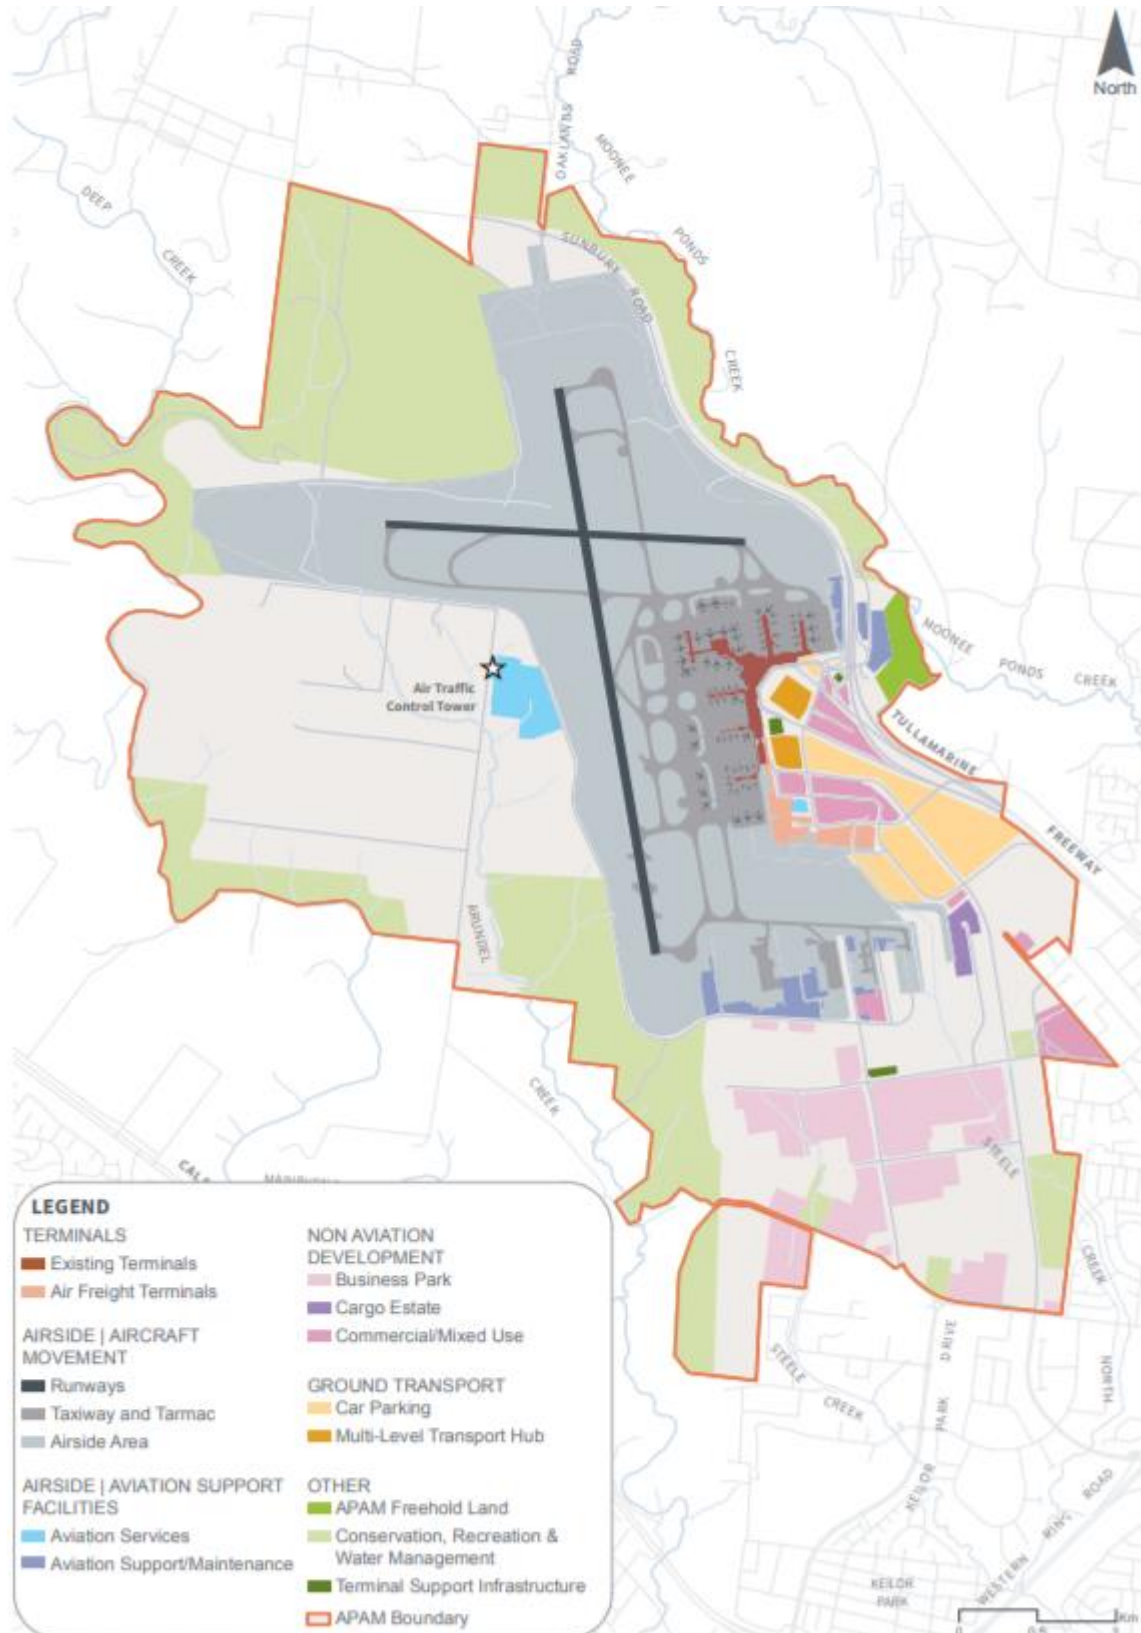 North
OAKLANDS ROAD
MOONEE
PONDS
CREEK
DEEP
CREEK
SUNBURY
ROAD
MOONEE
PONDS
CREEK
Air Traffic
Control Tower
TULLAMARINE
FREEWAY
ARUNDEL
CREEK
STEELE
CREEK
NORTH
STEELE
CREEK
KEILOR
PARK
DRIVE
KEILOR
PARK
WESTERN
RING
ROAD
LEGEND
TERMINALS
Existing Terminals
Air Freight Terminals
AIRSIDE | AIRCRAFT
MOVEMENT
Runways
Taxiway and Tarmac
Airside Area
AIRSIDE | AVIATION SUPPORT
FACILITIES
Aviation Services
Aviation Support/Maintenance
NON AVIATION
DEVELOPMENT
Business Park
Cargo Estate
Commercial/Mixed Use
GROUND TRANSPORT
Car Parking
Multi-Level Transport Hub
OTHER
APAM Freehold Land
Conservation, Recreation &
Water Management
Terminal Support Infrastructure
APAM Boundary
Km